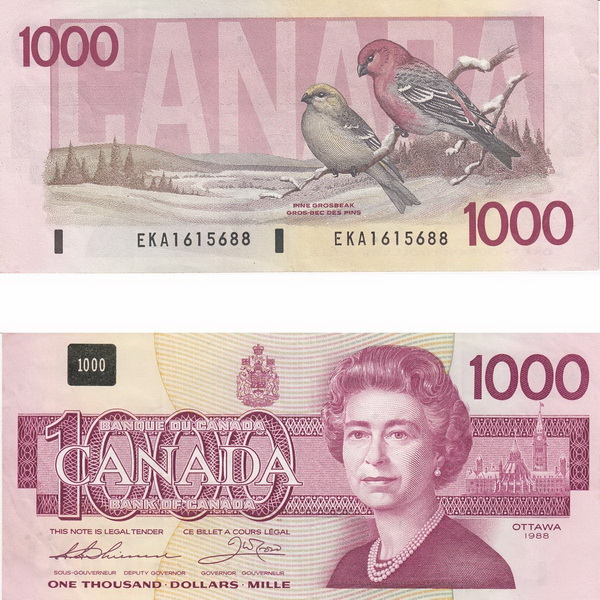 1000
CANADA
1000
PINE GROSBEAK
GROS-BEC DES PINS
EKA1615688 EKA1615688
1000
1000
1000
1000
BANQUE DU CANADA
CANADA
BANK OF CANADA
THIS NOTE IS LEGAL TENDER CE BILLET A COURS LÉGAL
OTTAWA
1988
SOUS-GOUVERNEUR DEPUTY GOVERNOR GOVERNOR GOUVERNEUR
ONE THOUSAND · DOLLARS · MILLE